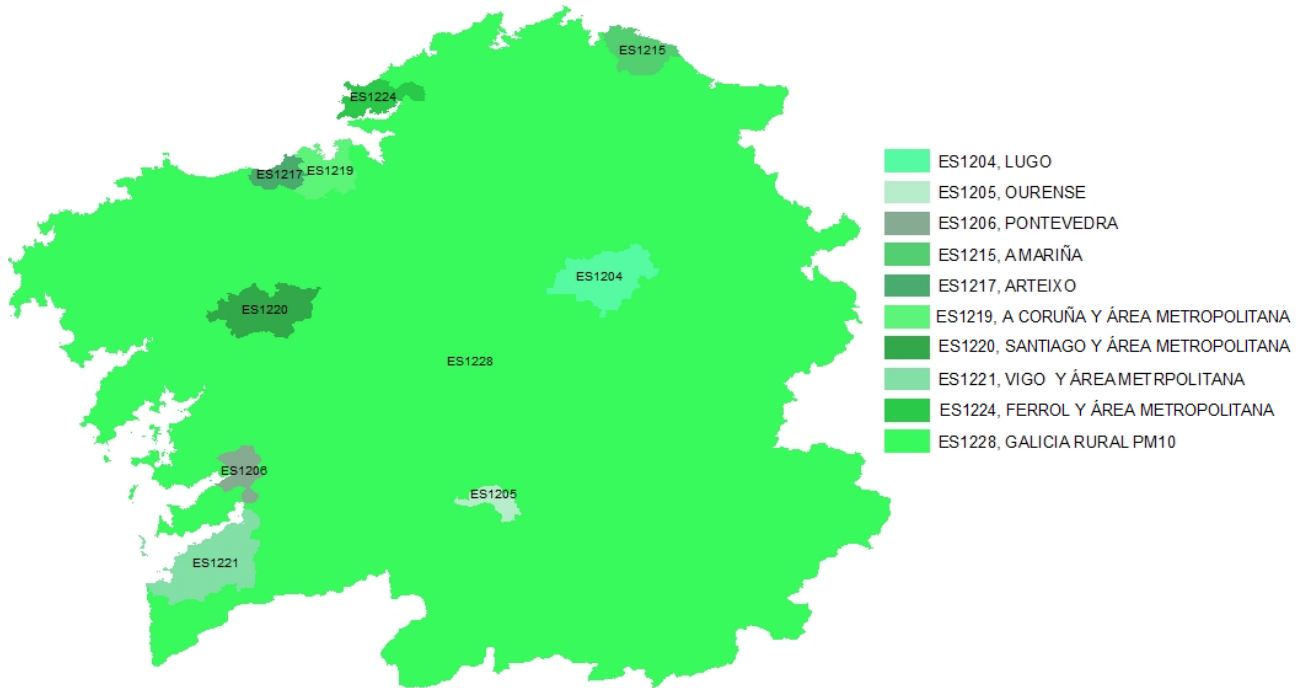 ES1215
ES1224
ES1217
ES1219
ES1204
ES1220
ES1228
ES1206
ES1205
ES1221
ES1204, LUGO
ES1205, OURENSE
ES1206, PONTEVEDRA
ES1215, A MARIÑA
ES1217, ARTEIXO
ES1219, A CORUÑA Y ÁREA METROPOLITANA
ES1220, SANTIAGO Y ÁREA METROPOLITANA
ES1221, VIGO Y ÁREA METRPOLITANA
ES1224, FERROL Y ÁREA METROPOLITANA
ES1228, GALICIA RURAL PM10